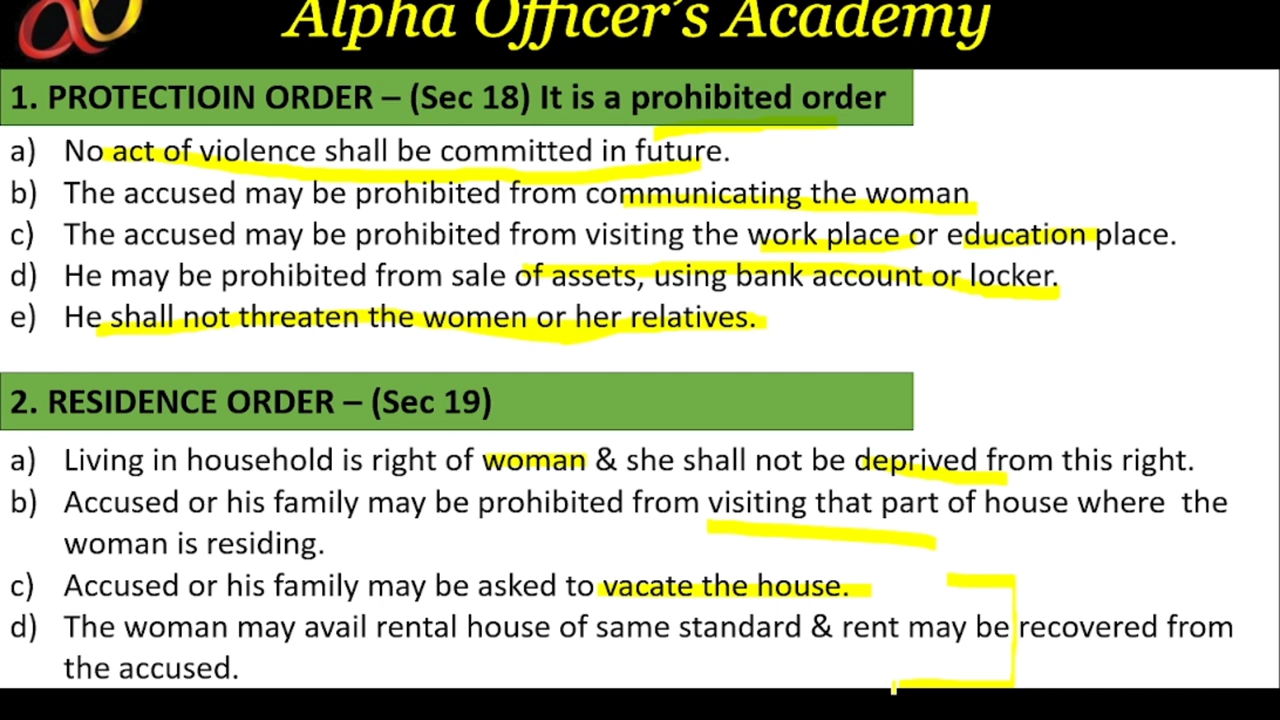 Alpha Officer's Academy
1. PROTECTIOIN ORDER – (Sec 18) It is a prohibited order
a) No act of violence shall be committed in future.
b) The accused may be prohibited from communicating the woman
c) The accused may be prohibited from visiting the work place or education place.
d) He may be prohibited from sale of assets, using bank account or locker.
e) He shall not threaten the women or her relatives.
2. RESIDENCE ORDER – (Sec 19)
a) Living in household is right of woman & she shall not be deprived from this right.
b) Accused or his family may be prohibited from visiting that part of house where the
woman is residing.
c) Accused or his family may be asked to vacate the house.
d) The woman may avail rental house of same standard & rent may be recovered from
the accused.